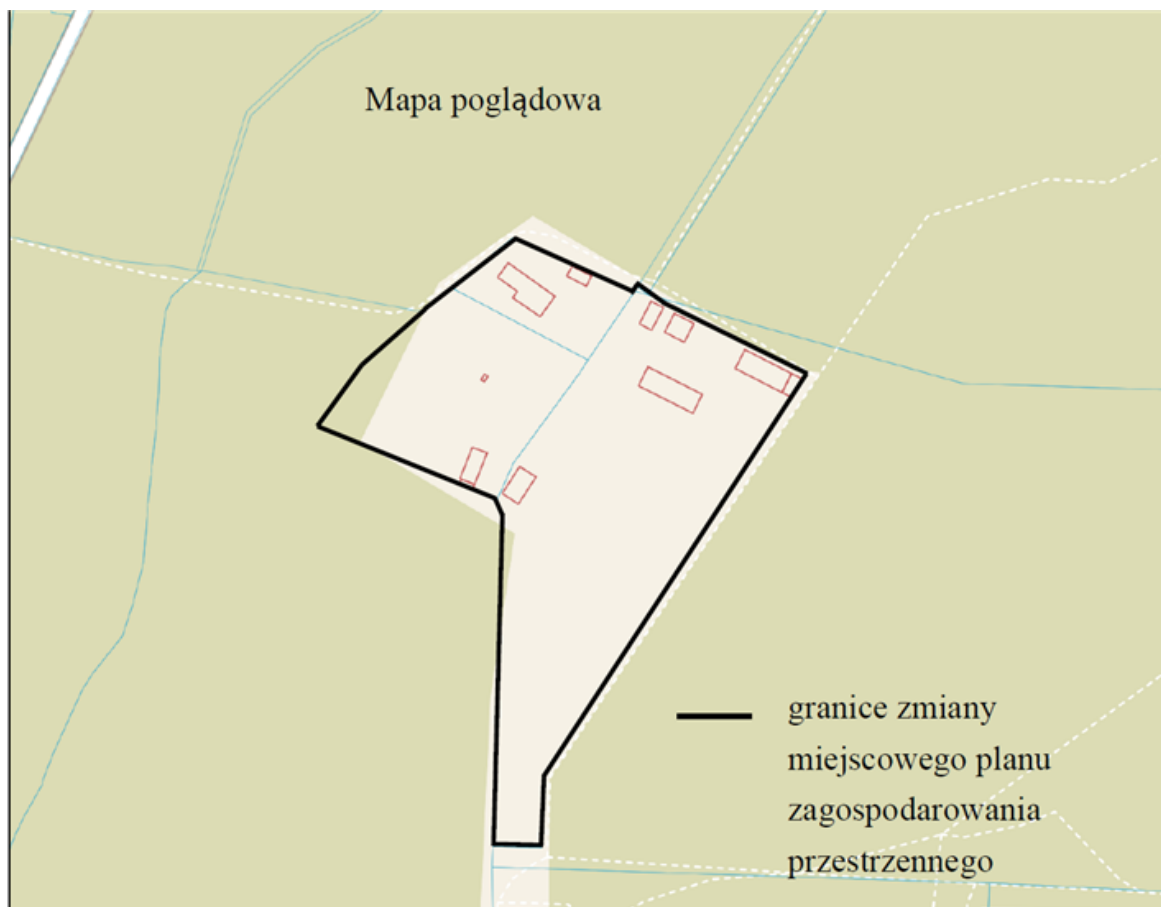 Mapa poglądowa
granice zmiany
miejscowego planu
zagospodarowania
przestrzennego